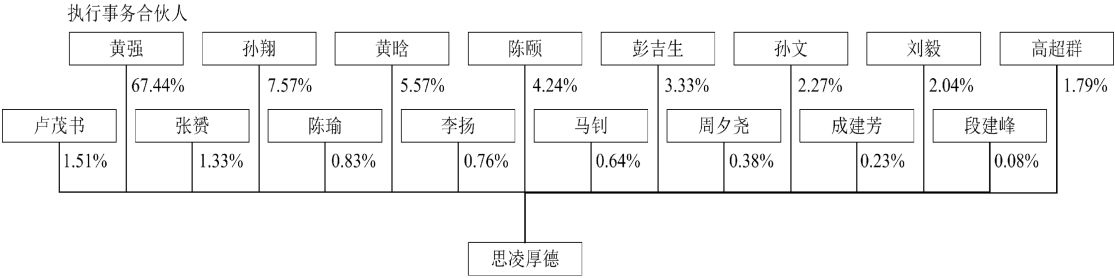 执行事务合伙人
黄强 孙翔 黄晗 陈颐 彭吉生 孙文 刘毅 高超群
67.44% 7.57% 5.57% 4.24% 3.33% 2.27% 2.04% 1.79%
卢茂书 张赟 陈瑜 李扬 马钊 周夕尧 成建芳 段建峰
1.51% 1.33% 0.83% 0.76% 0.64% 0.38% 0.23% 0.08%
思凌厚德